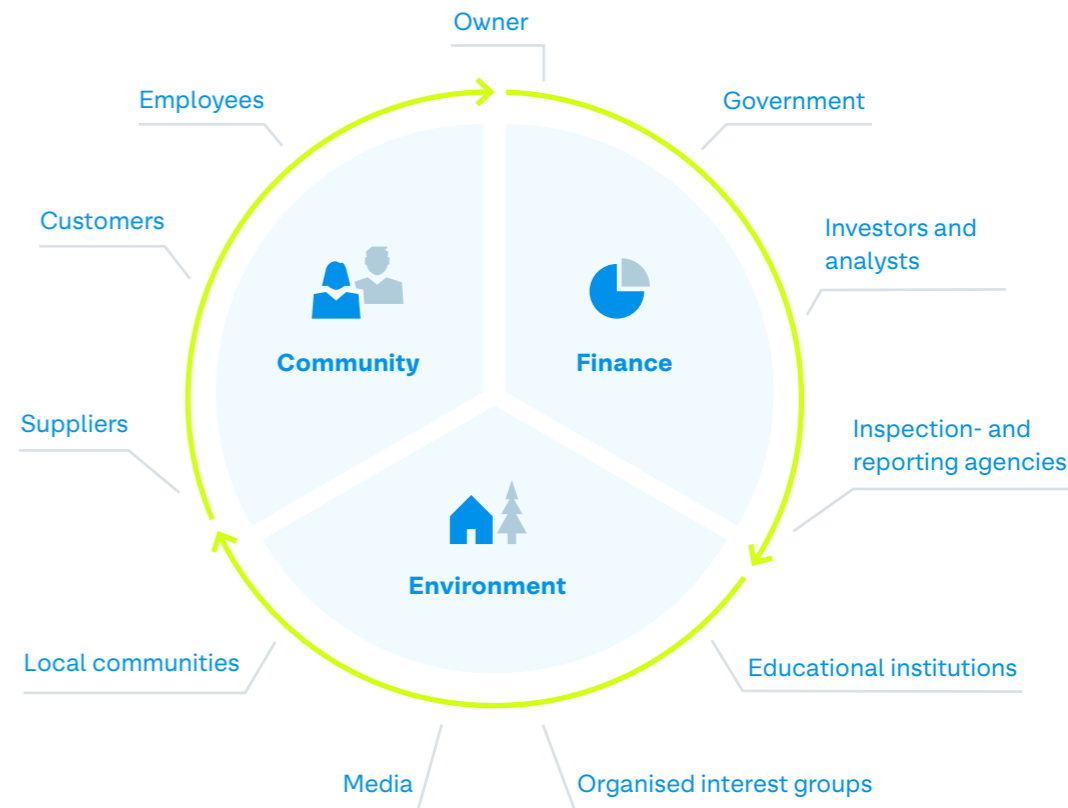 Owner
Employees
Government
Customers
Investors and
analysts
Community
Finance
Suppliers
Inspection- and
reporting agencies
Environment
Local communities
Educational institutions
Media
Organised interest groups